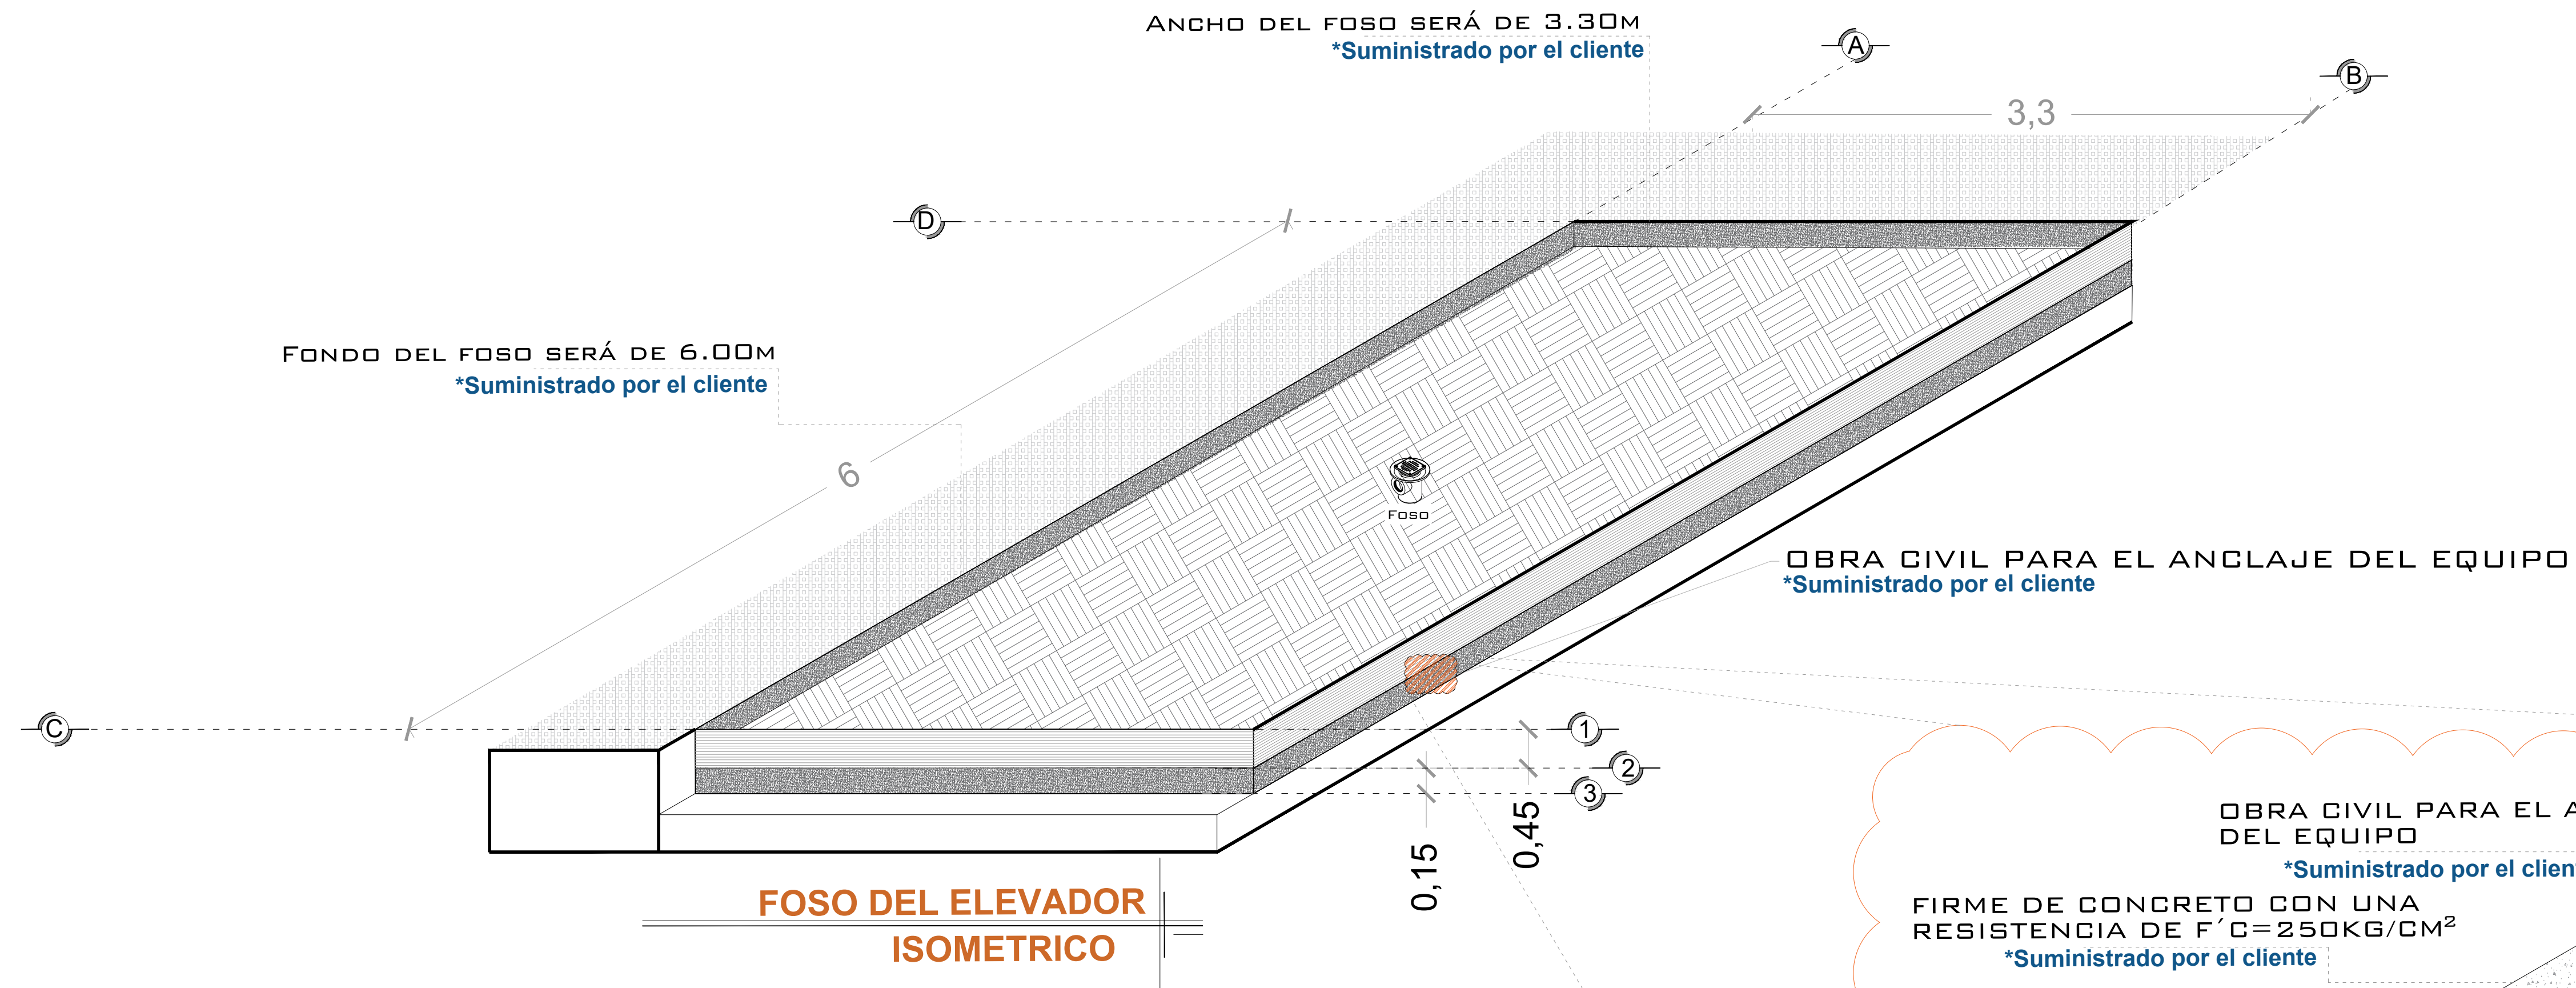 ANCHO DEL FOSO SERÁ DE 3.30M
*Suministrado por el cliente
A
B
3,3
D
FONDO DEL FOSO SERÁ DE 6.00M
*Suministrado por el cliente
6
FOSO
OBRA CIVIL PARA EL ANCLAJE DEL EQUIPO
*Suministrado por el cliente
C
1
2
3
0,15
0,45
OBRA CIVIL PARA EL A
DEL EQUIPO
*Suministrado por el clien
FIRME DE CONCRETO CON UNA
RESISTENCIA DE F´C=250KG/CM²
*Suministrado por el cliente
FOSO DEL ELEVADOR
ISOMETRICO